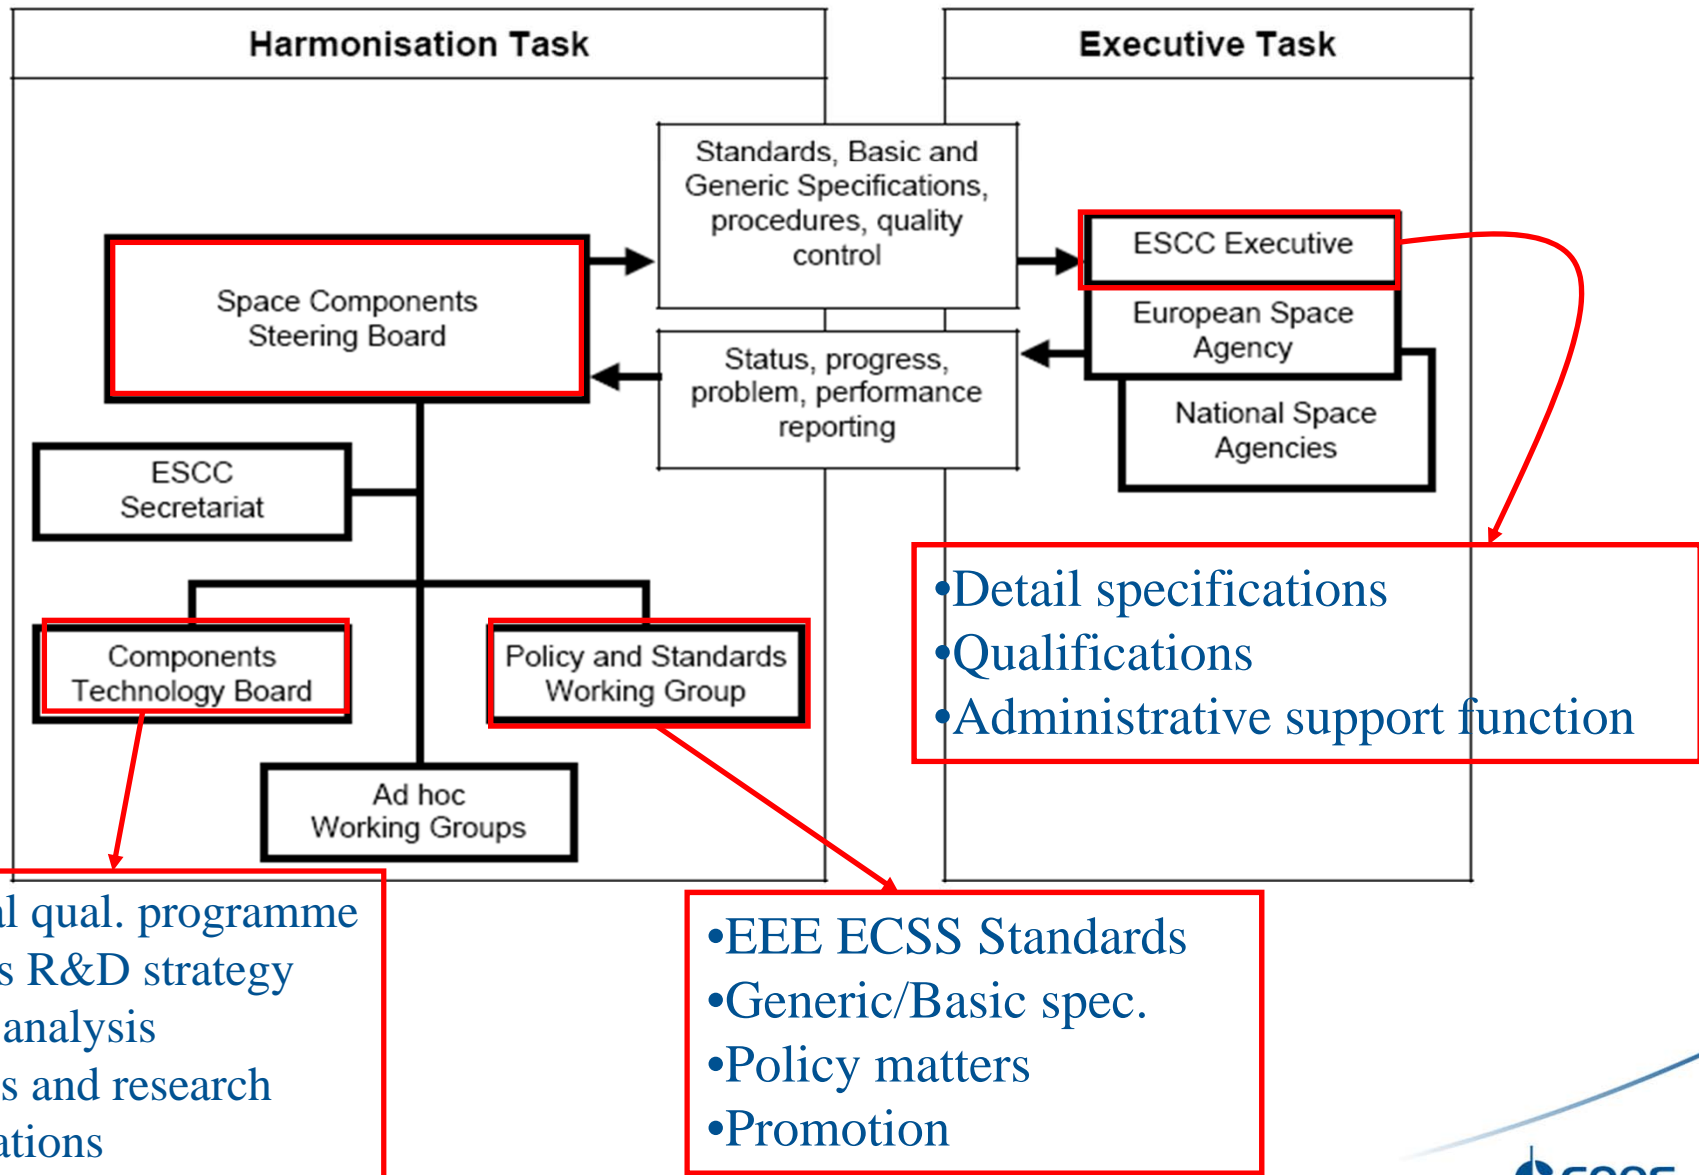 Harmonisation Task
Executive Task
Standards, Basic and
Generic Specifications,
procedures, quality
control
ESCC Executive
European Space
Agency
National Space
Agencies
Space Components
Steering Board
Status, progress,
problem, performance
reporting
ESCC
Secretariat
Components
Technology Board
Policy and Standards
Working Group
Ad hoc
Working Groups
•Detail specifications
•Qualifications
•Administrative support function
qual. programme
R&D strategy
analysis
and research
•EEE ECSS Standards
•Generic/Basic spec.
•Policy matters
•Promotion